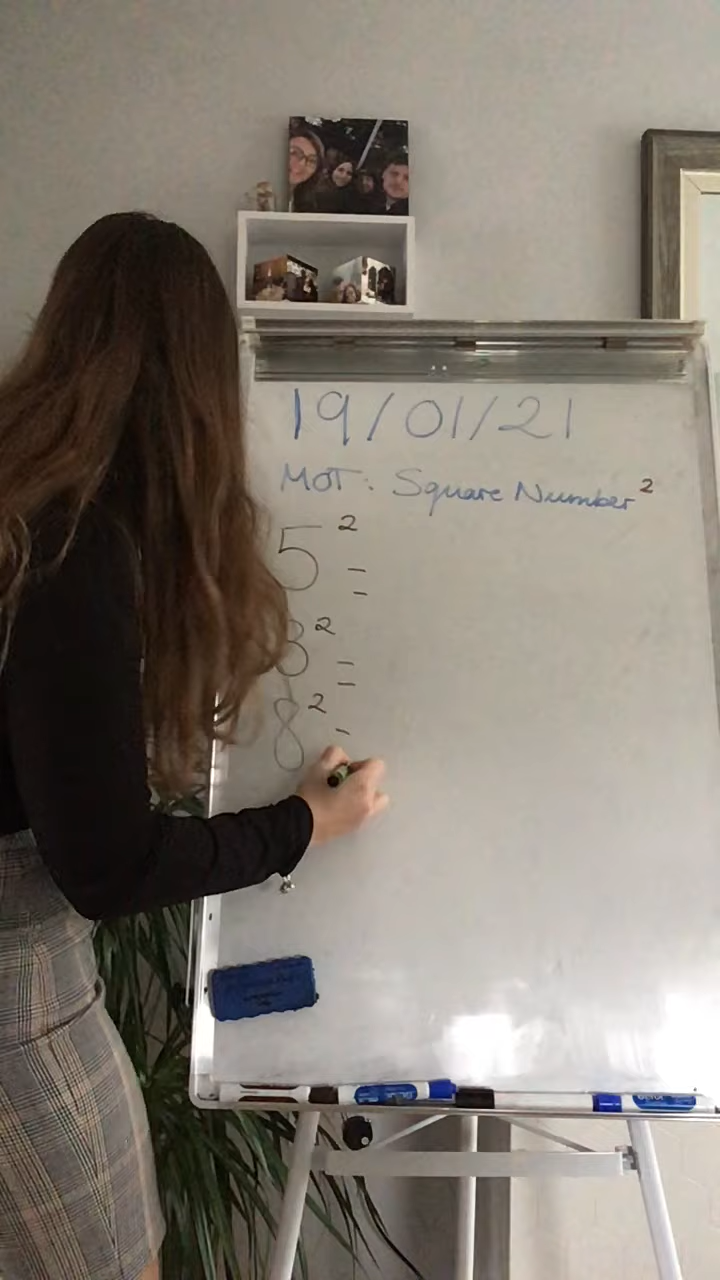 19/01/21
MOT: Square Number²
5² =
3² =
8² -